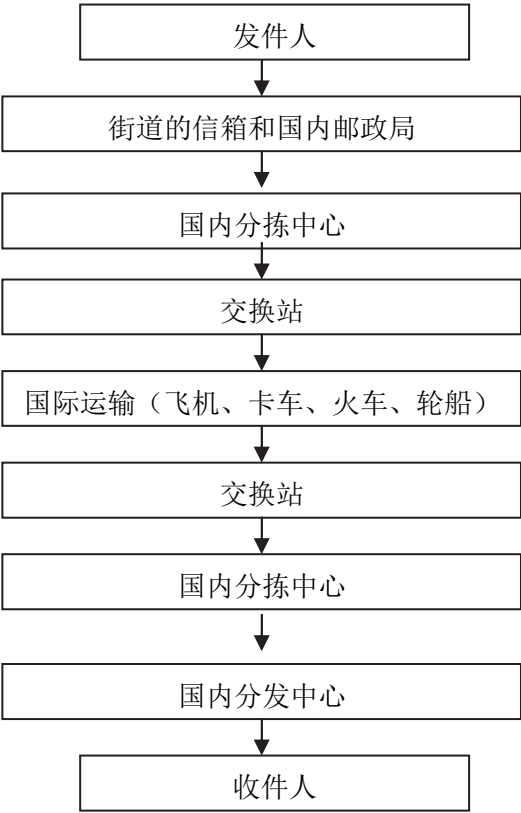 发件人
街道的信箱和国内邮政局
国内分拣中心
交换站
国际运输（飞机、卡车、火车、轮船）
交换站
国内分拣中心
国内分发中心
收件人